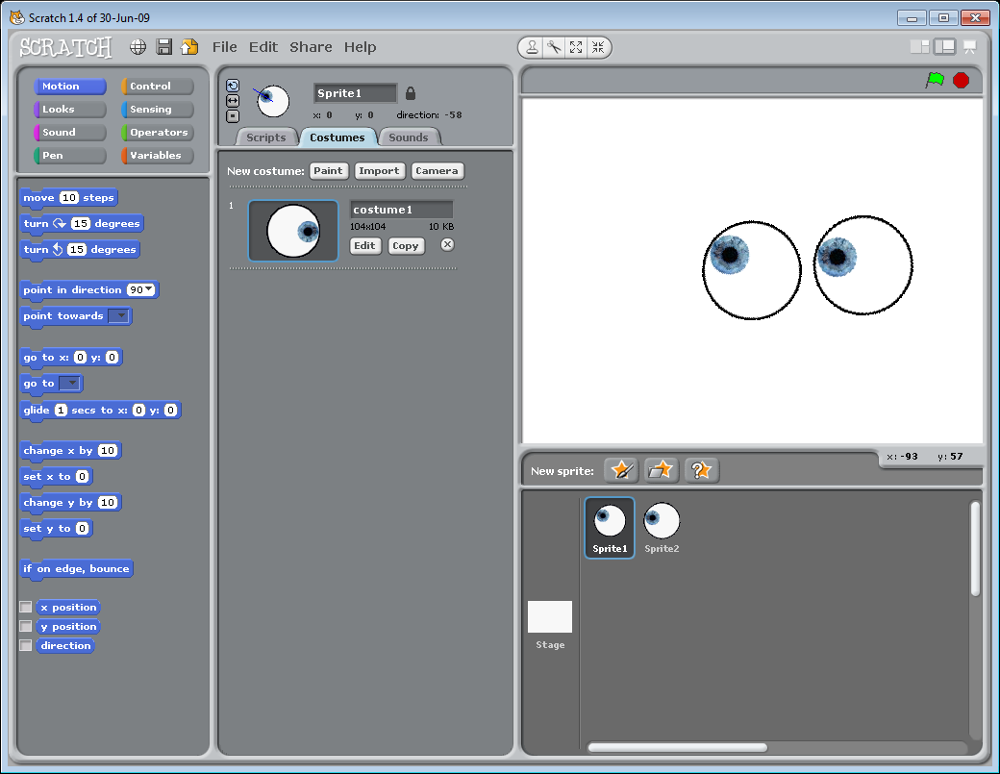 Scratch 1.4 of 30-Jun-09
SCRATCH File Edit Share Help
Motion Control
Looks Sensing
Sound Operators
Pen Variables
move 10 steps
turn 15 degrees
turn 15 degrees
point in direction 90
point towards
go to x: 0 y: 0
go to
glide 1 secs to x: 0 y: 0
change x by 10
set x to 0
change y by 10
set y to 0
if on edge, bounce
x position
y position
direction
Sprite1
x: 0 y: 0 direction: -58
Scripts Costumes Sounds
New costume: Paint Import Camera
1
costume1
104x104 10 KB
Edit Copy
x: -93 y: 57
New sprite:
Sprite1 Sprite2
Stage